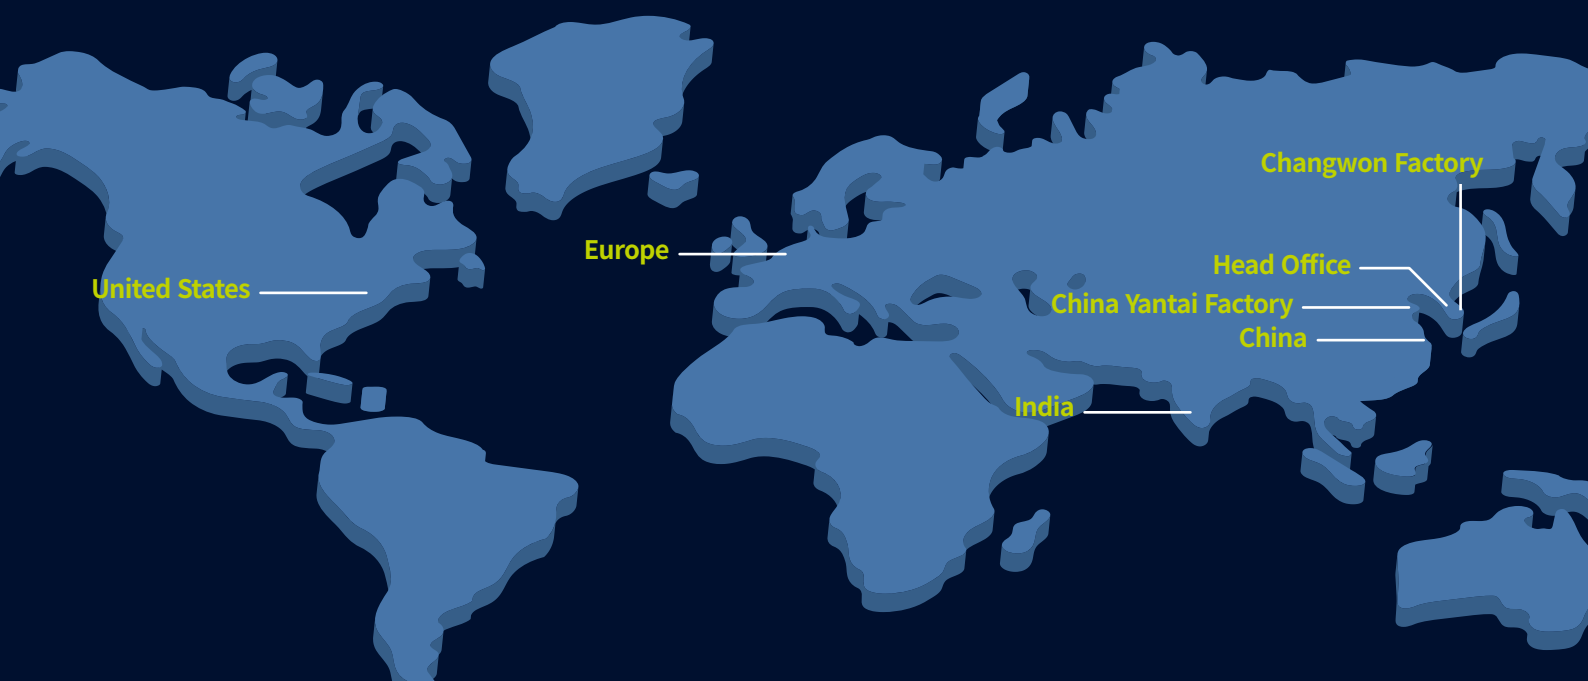 Changwon Factory
Europe
Head Office
United States
China Yantai Factory
China
India